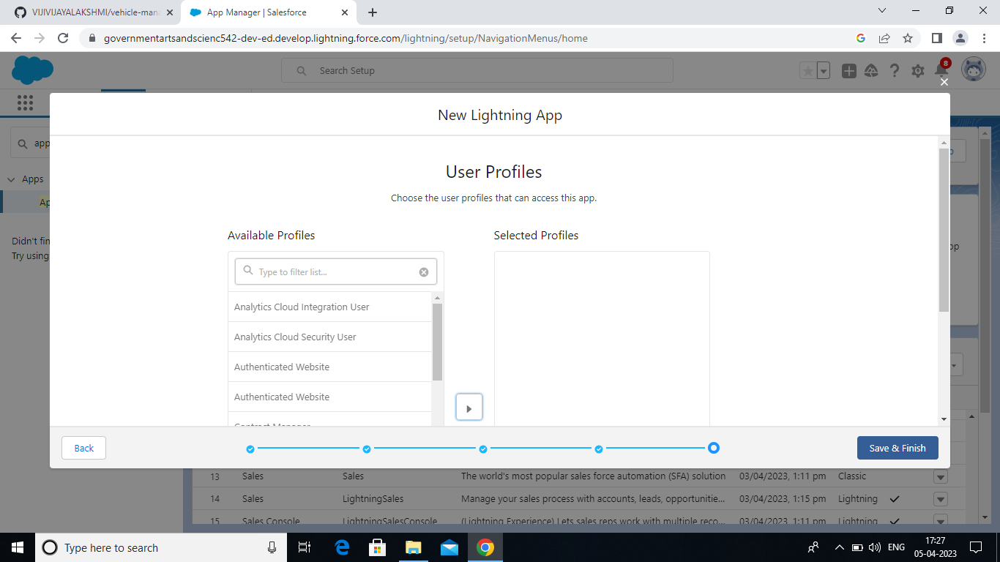 VIJIVIJAYALAKSHMI/vehicle-man
App Manager | Salesforce
governmentartsandscienc542-dev-ed.develop.lightning.force.com/lightning/setup/NavigationMenus/home
Search Setup
8
New Lightning App
app
Apps
Ap
Didn't fin
Try using
User Profiles
Choose the user profiles that can access this app.
Available Profiles
Selected Profiles
Type to filter list...
Analytics Cloud Integration User
Analytics Cloud Security User
Authenticated Website
Authenticated Website
Contract Manager
Back
Save & Finish
13 Sales Sales The world's most popular sales force automation (SFA) solution 03/04/2023, 1:11 pm Classic
14 Sales LightningSales Manage your sales process with accounts, leads, opportunitie... 03/04/2023, 1:15 pm Lightning
15 Sales Console LightningSalesConsole (Lightning Experience) Lets sales reps work with multiple reco... 03/04/2023, 1:11 pm Lightning
Type here to search
ENG
17:27
05-04-2023